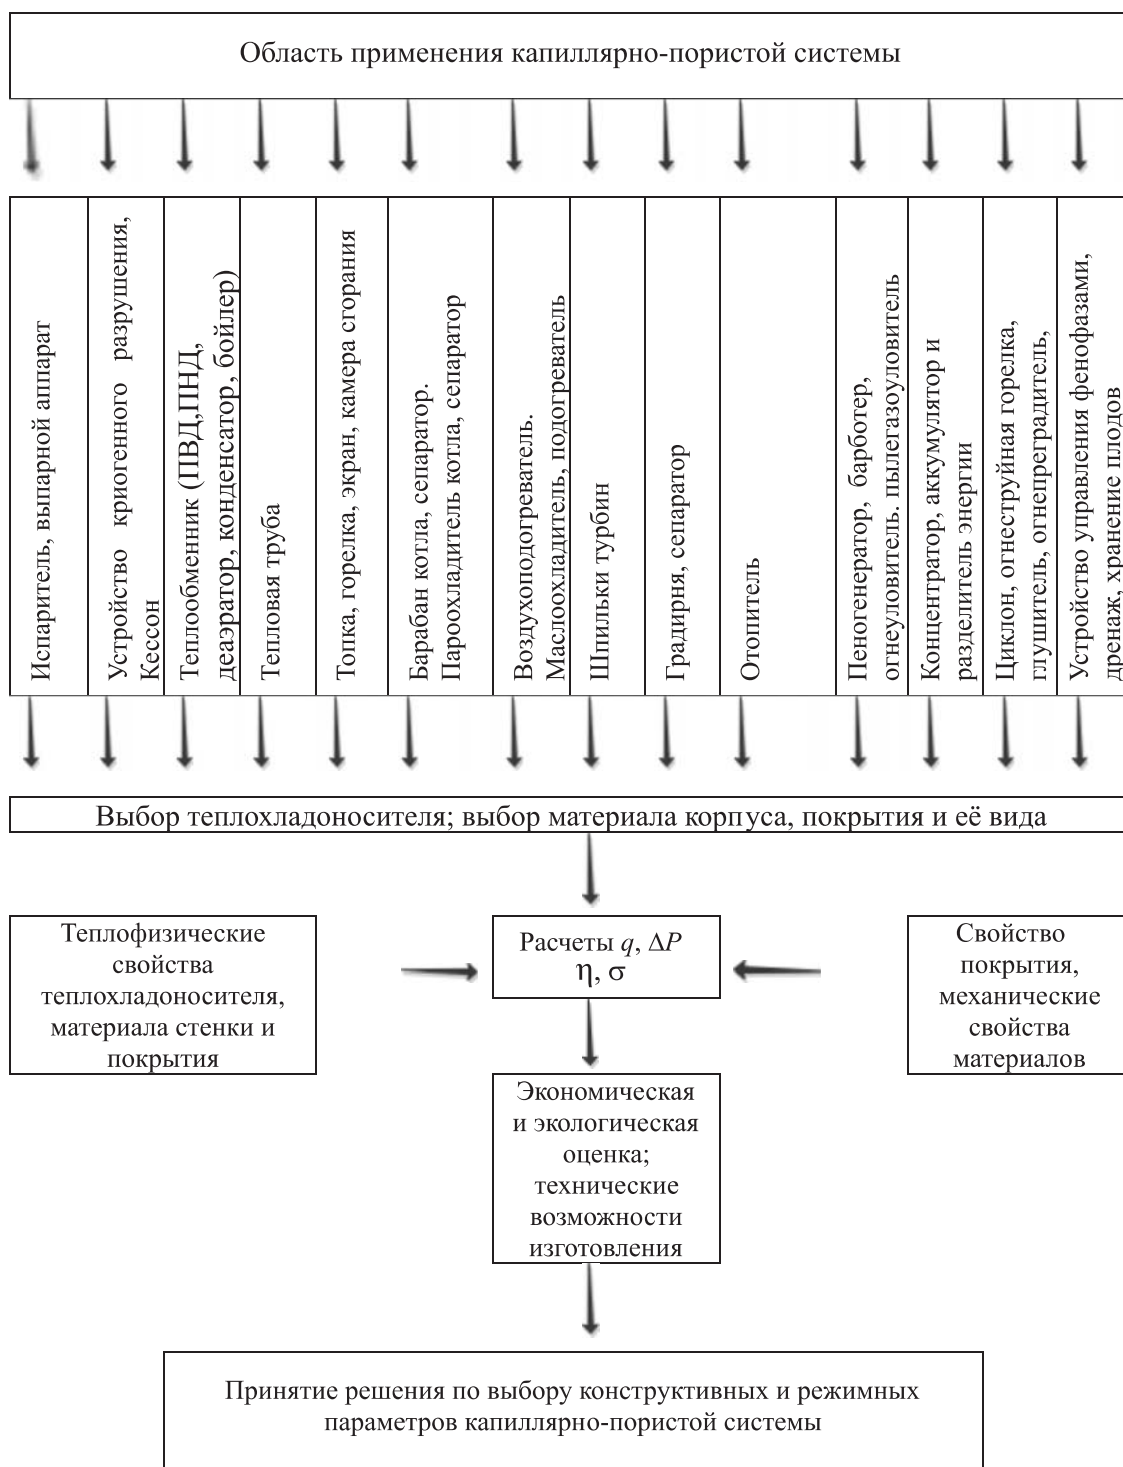 Область применения капиллярно-пористой системы
Испаритель, выпарной аппарат
Устройство криогенного разрушения,
Кессон
Теплообменник (ПВД,ПНД,
деаэратор, конденсатор, бойлер)
Тепловая труба
Топка, горелка, экран, камера сгорания
Барабан котла, сепаратор.
Пароохладитель котла, сепаратор
Воздухоподогреватель.
Маслоохладитель, подогреватель
Шпильки турбин
Градирня, сепаратор
Отопитель
Пеногенератор, барботер,
огнеуловитель. пылегазоуловитель
Концентратор, аккумулятор и
разделитель энергии
Циклон, огнеструйная горелка,
глушитель, огнепреградитель,
Устройство управления фенофазами,
дренаж, хранение плодов
Выбор теплохладоносителя; выбор материала корпуса, покрытия и её вида
Теплофизические
свойства
теплохладоносителя,
материала стенки и
покрытия
Расчеты q, ΔP
η, σ
Свойство
покрытия,
механические
свойства
материалов
Экономическая
и экологическая
оценка;
технические
возможности
изготовления
Принятие решения по выбору конструктивных и режимных
параметров капиллярно-пористой системы